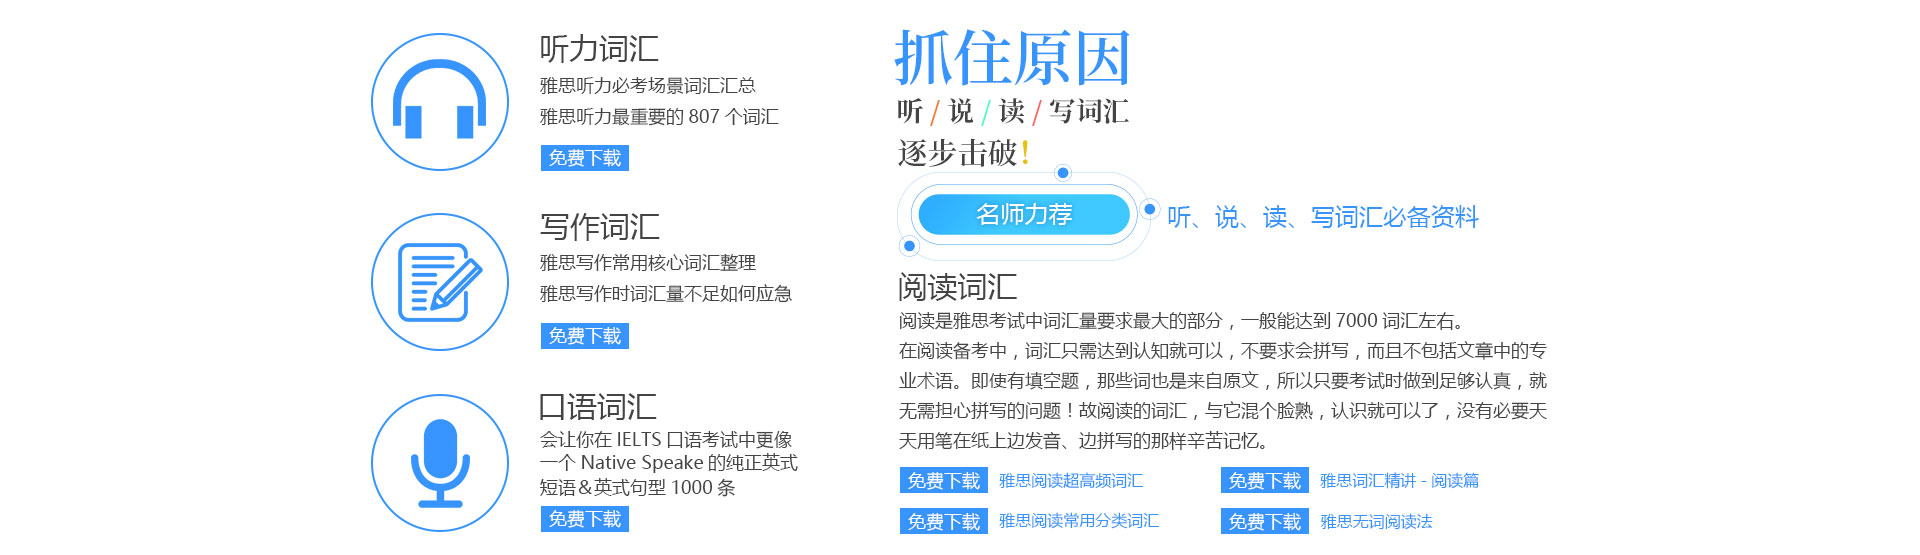 听力词汇
雅思听力必考场景词汇汇总
雅思听力最重要的 807 个词汇
免费下载
写作词汇
雅思写作常用核心词汇整理
雅思写作时词汇量不足如何应急
免费下载
口语词汇
会让你在 IELTS 口语考试中更像
一个 Native Speake 的纯正英式
短语＆英式句型 1000 条
免费下载
抓住原因
听 / 说 / 读 / 写词汇
逐步击破!
名师力荐
听、说、读、写词汇必备资料
阅读词汇
阅读是雅思考试中词汇量要求最大的部分，一般能达到 7000 词汇左右。
在阅读备考中，词汇只需达到认知就可以，不要求会拼写，而且不包括文章中的专
业术语。即使有填空题，那些词也是来自原文，所以只要考试时做到足够认真，就
无需担心拼写的问题！故阅读的词汇，与它混个脸熟，认识就可以了，没有必要天
天用笔在纸上边发音、边拼写的那样辛苦记忆。
免费下载 雅思阅读超高频词汇
免费下载 雅思词汇精讲 - 阅读篇
免费下载 雅思阅读常用分类词汇
免费下载 雅思无词阅读法